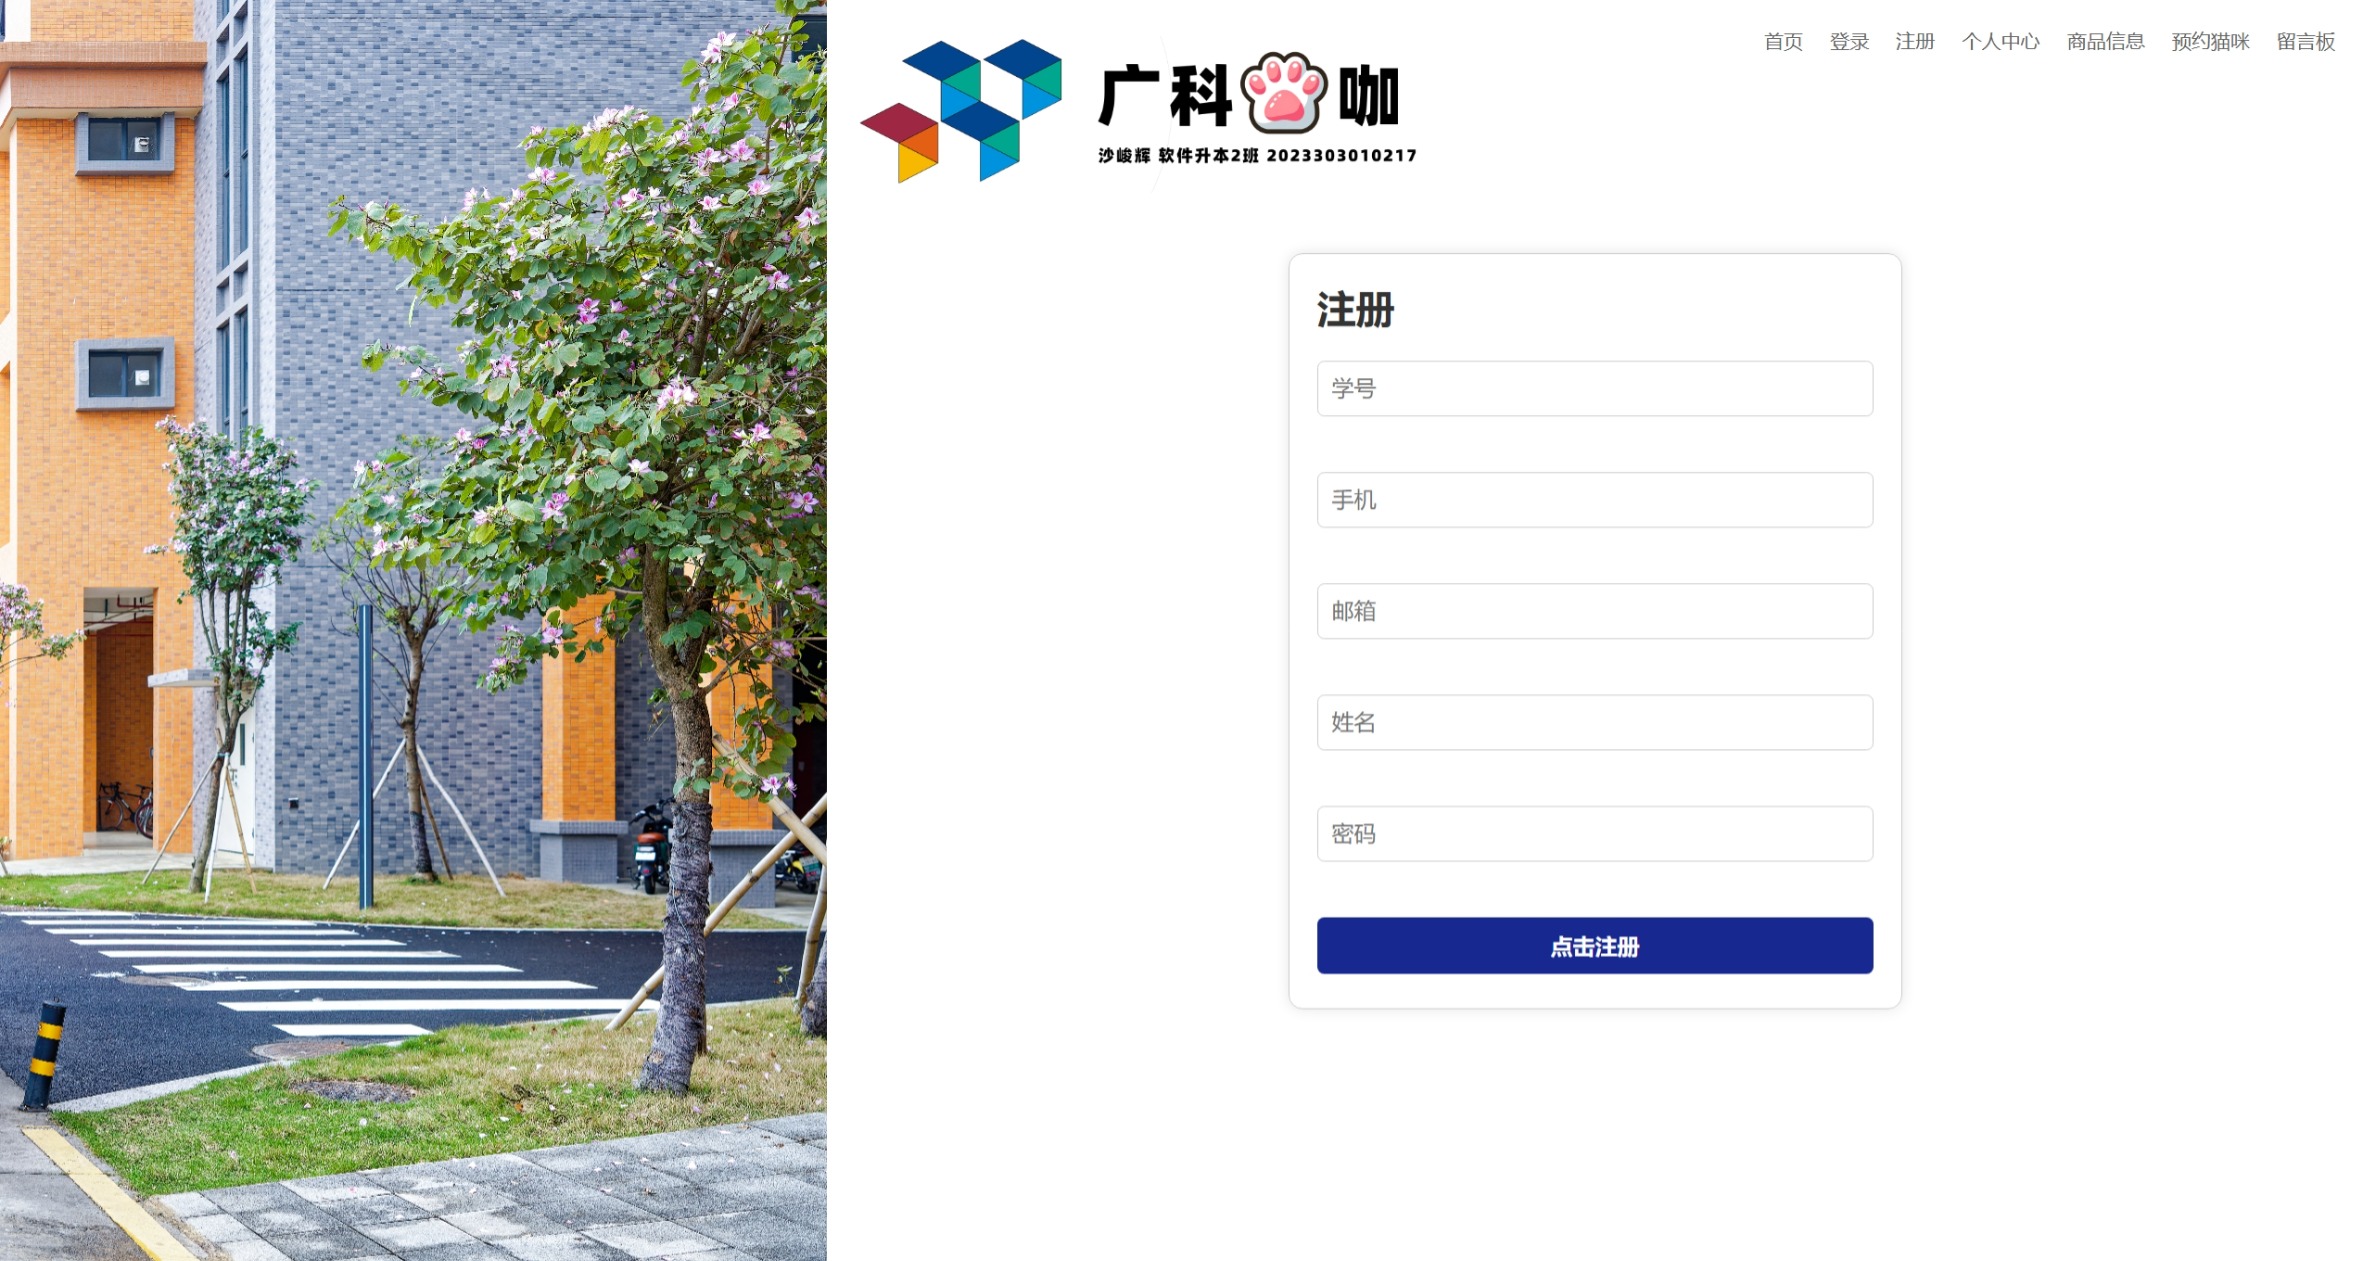 首页 登录 注册 个人中心 商品信息 预约猫咪 留言板
广科咖
沙峻辉 软件升本2班 2023303010217
注册
学号
手机
邮箱
姓名
密码
点击注册